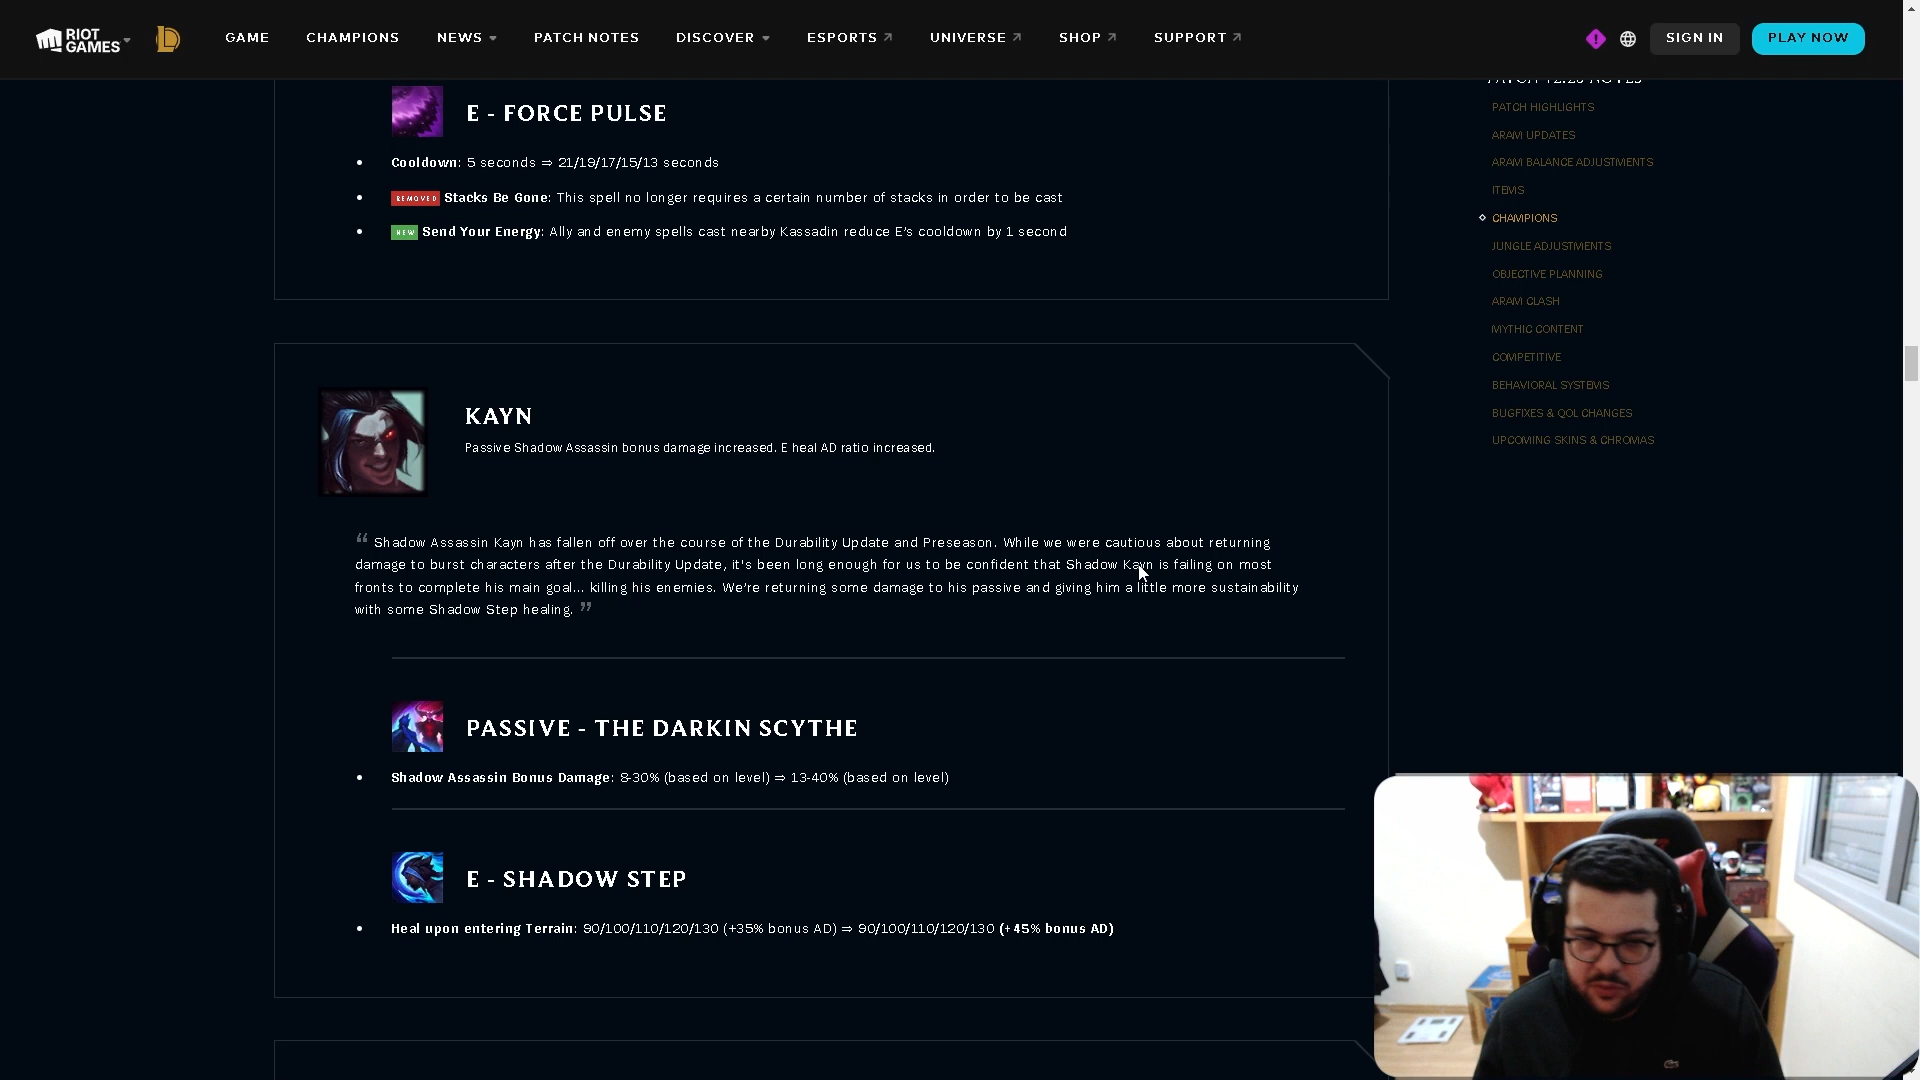 RIOT GAMES
GAME
CHAMPIONS
NEWS
PATCH NOTES
DISCOVER
ESPORTS
UNIVERSE
SHOP
SUPPORT
SIGN IN
PLAY NOW
E - FORCE PULSE
• Cooldown: 5 seconds ⇒ 21/19/17/15/13 seconds
• REMOVED Stacks Be Gone: This spell no longer requires a certain number of stacks in order to be cast
• NEW Send Your Energy: Ally and enemy spells cast nearby Kassadin reduce E's cooldown by 1 second
KAYN
Passive Shadow Assassin bonus damage increased. E heal AD ratio increased.
“ Shadow Assassin Kayn has fallen off over the course of the Durability Update and Preseason. While we were cautious about returning
damage to burst characters after the Durability Update, it's been long enough for us to be confident that Shadow Kayn is failing on most
fronts to complete his main goal... killing his enemies. We're returning some damage to his passive and giving him a little more sustainability
with some Shadow Step healing. ”
PASSIVE - THE DARKIN SCYTHE
• Shadow Assassin Bonus Damage: 8-30% (based on level) ⇒ 13-40% (based on level)
E - SHADOW STEP
• Heal upon entering Terrain: 90/100/110/120/130 (+35% bonus AD) ⇒ 90/100/110/120/130 (+45% bonus AD)
PATCH 12.23 NOTES
PATCH HIGHLIGHTS
ARAM UPDATES
ARAM BALANCE ADJUSTMENTS
ITEMS
CHAMPIONS
JUNGLE ADJUSTMENTS
OBJECTIVE PLANNING
ARAM CLASH
MYTHIC CONTENT
COMPETITIVE
BEHAVIORAL SYSTEMS
BUGFIXES & QOL CHANGES
UPCOMING SKINS & CHROMAS